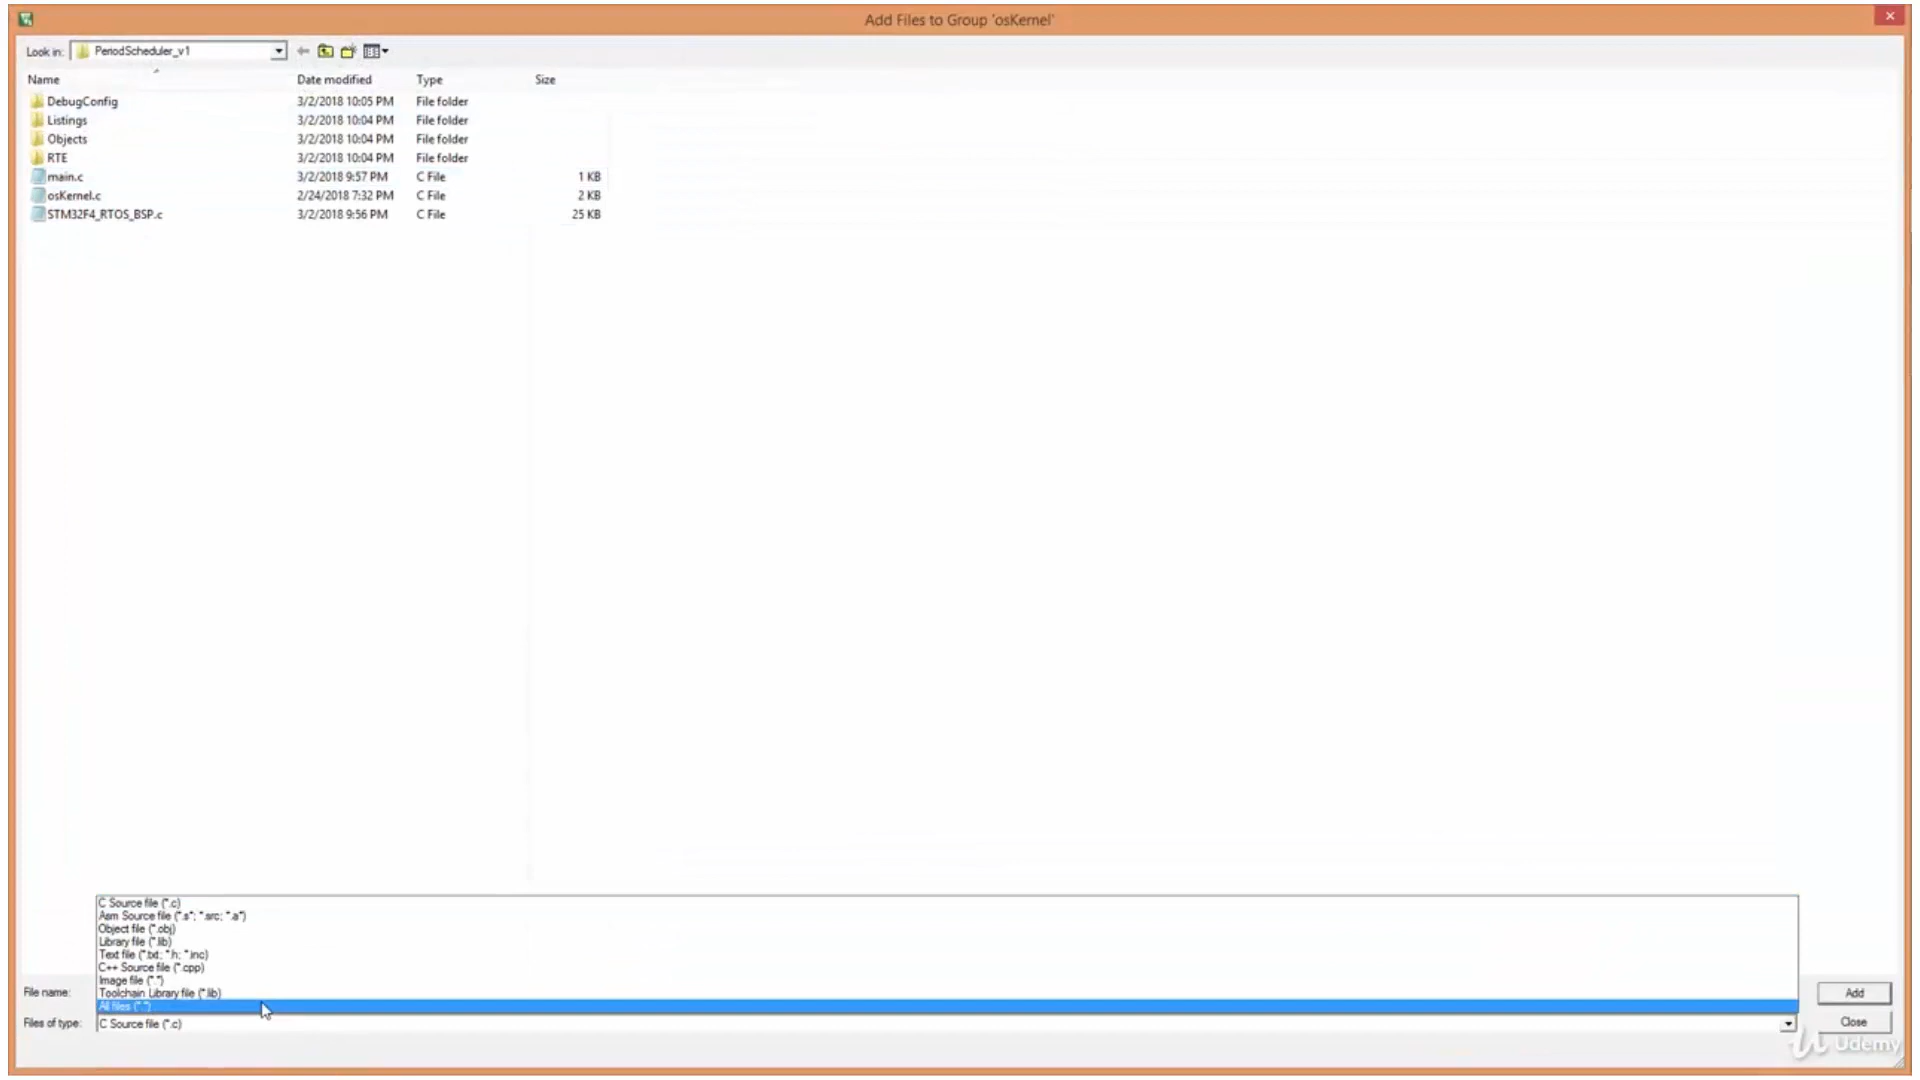 Add Files to Group 'osKernel'
Look in: PeriodScheduler_v1
Name Date modified Type Size
DebugConfig 3/2/2018 10:05 PM File folder
Listings 3/2/2018 10:04 PM File folder
Objects 3/2/2018 10:04 PM File folder
RTE 3/2/2018 10:04 PM File folder
main.c 3/2/2018 9:57 PM C File 1 KB
osKernel.c 2/24/2018 7:32 PM C File 2 KB
STM32F4_RTOS_BSP.c 3/2/2018 9:56 PM C File 25 KB
C Source file (*.c)
Asm Source file (*.s*; *.src; *.a*)
Object file (*.obj)
Library file (*.lib)
Text file (*.txt; *.h; *.inc)
C++ Source file (*.cpp)
Image file (*.*)
File name: Toolchain Library file (*.lib) Add
All files (*.*)
Files of type: C Source file (*.c) Close
Udemy